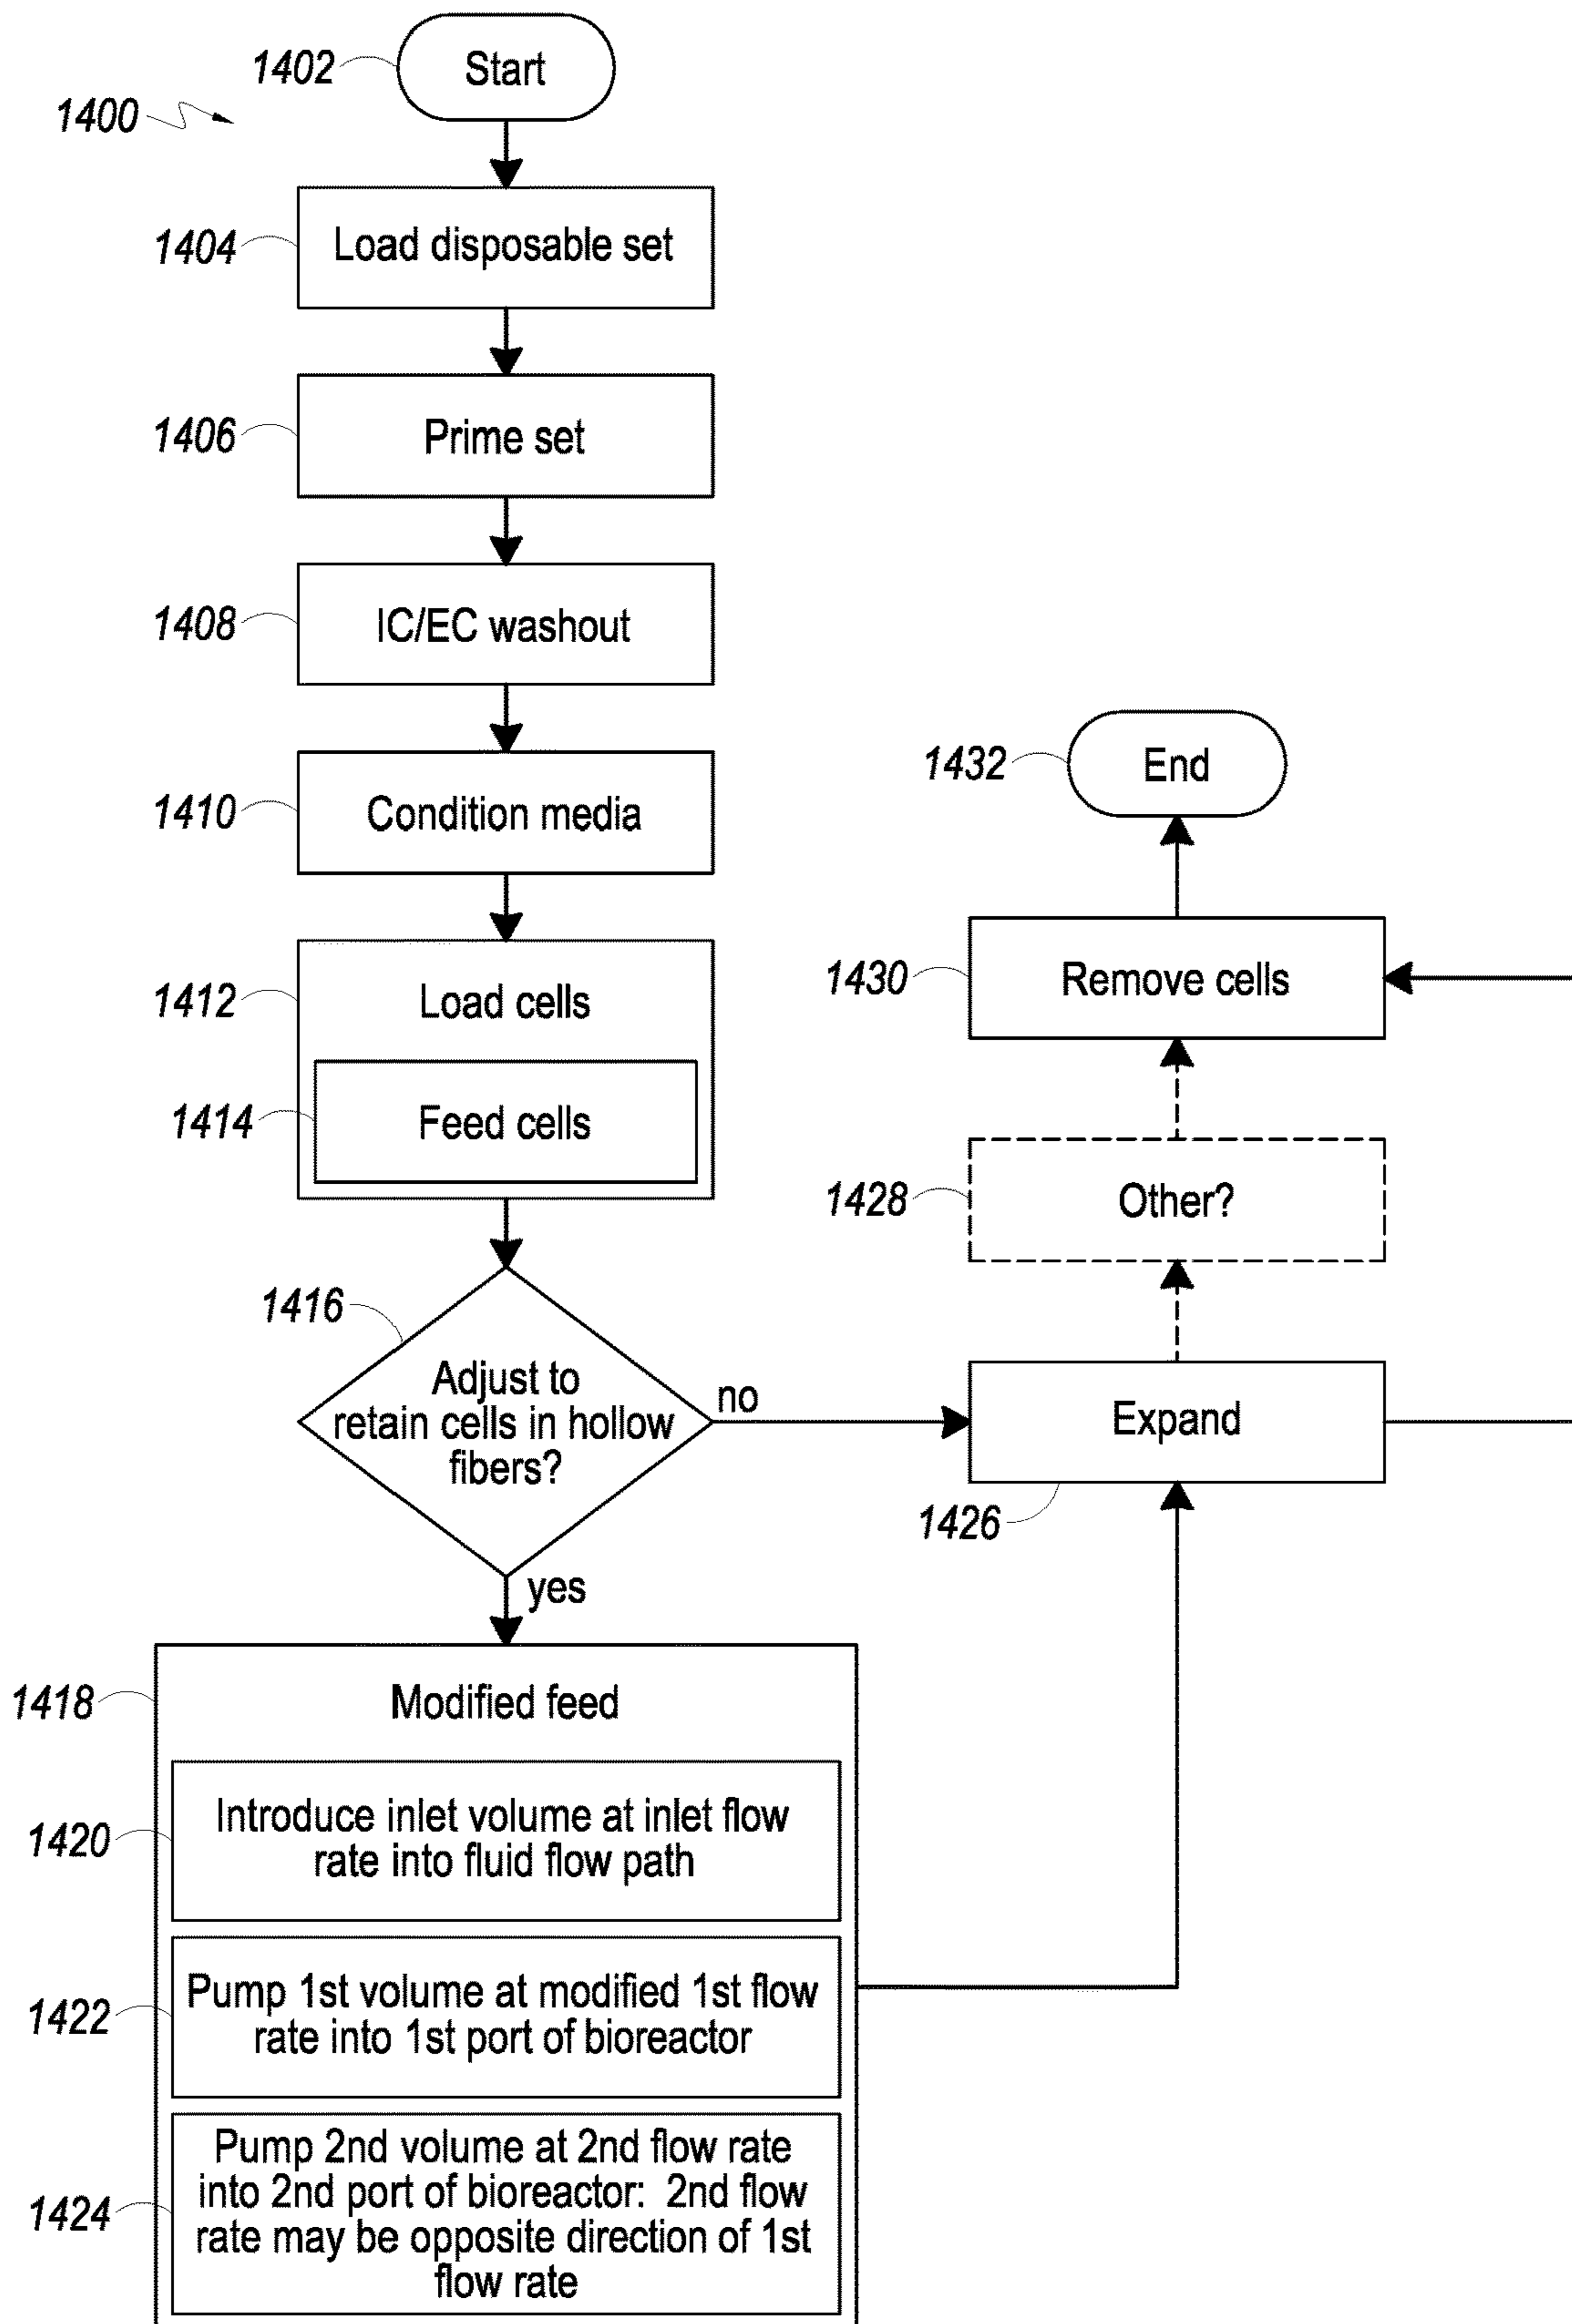 1402
Start
1400
1404
Load disposable set
1406
Prime set
1408
IC/EC washout
1410
Condition media
1412
Load cells
1414
Feed cells
1416
Adjust to
retain cells in hollow
fibers?
no
yes
1418
Modified feed
1420
Introduce inlet volume at inlet flow
rate into fluid flow path
1422
Pump 1st volume at modified 1st flow
rate into 1st port of bioreactor
1424
Pump 2nd volume at 2nd flow rate
into 2nd port of bioreactor: 2nd flow
rate may be opposite direction of 1st
flow rate
1432
End
1430
Remove cells
1428
Other?
Expand
1426